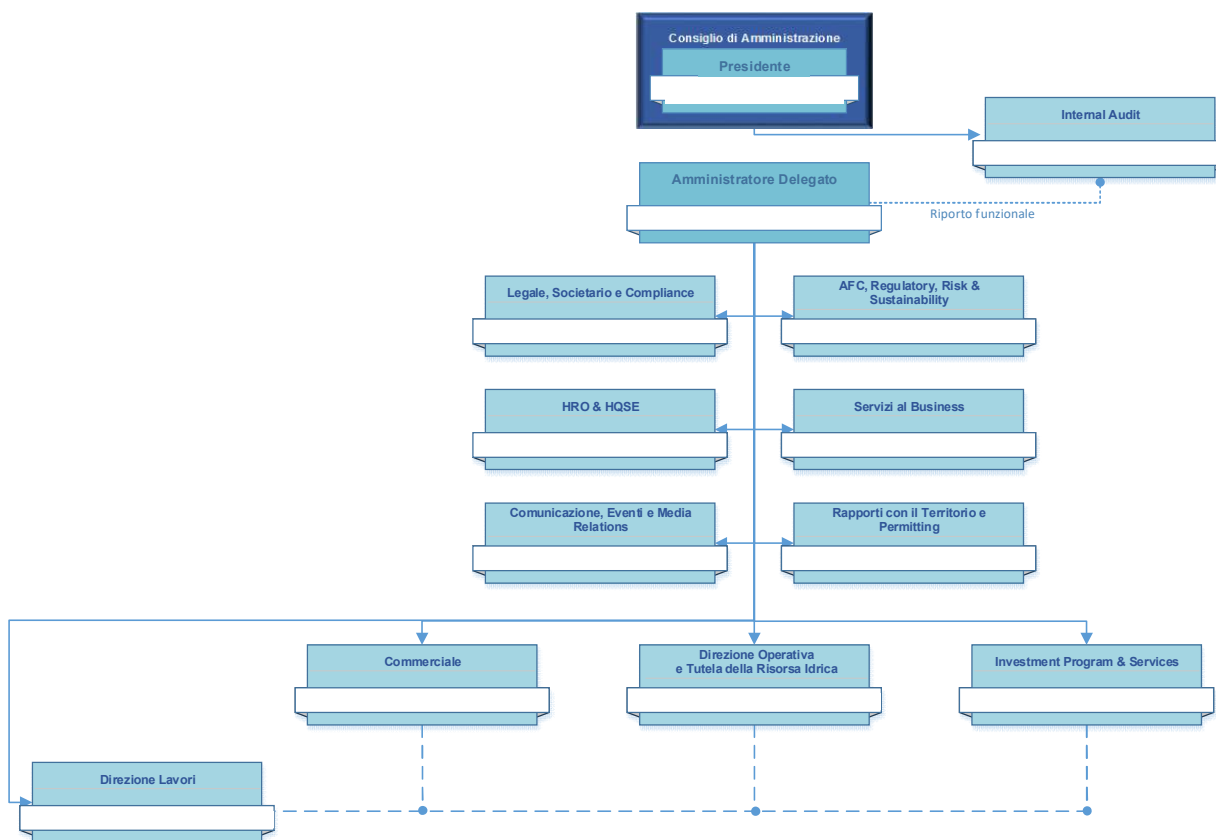 Consiglio di Amministrazione
Presidente
Internal Audit
Amministratore Delegato
Riporto funzionale
Legale, Societario e Compliance
AFC, Regulatory, Risk &
Sustainability
HRO & HQSE
Servizi al Business
Comunicazione, Eventi e Media
Relations
Rapporti con il Territorio e
Permitting
Commerciale
Direzione Operativa
e Tutela della Risorsa Idrica
Investment Program & Services
Direzione Lavori